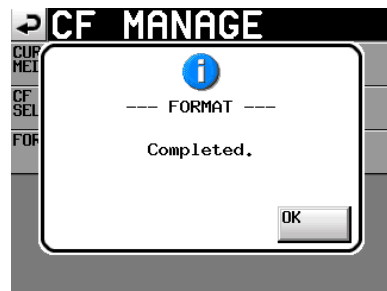 CF MANAGE
CUR
MEI
CF
SEL
FOR
--- FORMAT ---
Completed.
OK